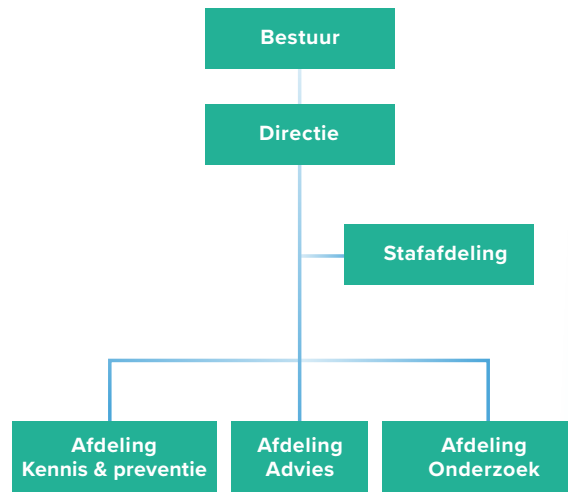 Bestuur
Directie
Stafafdeling
Afdeling
Kennis & preventie
Afdeling
Advies
Afdeling
Onderzoek